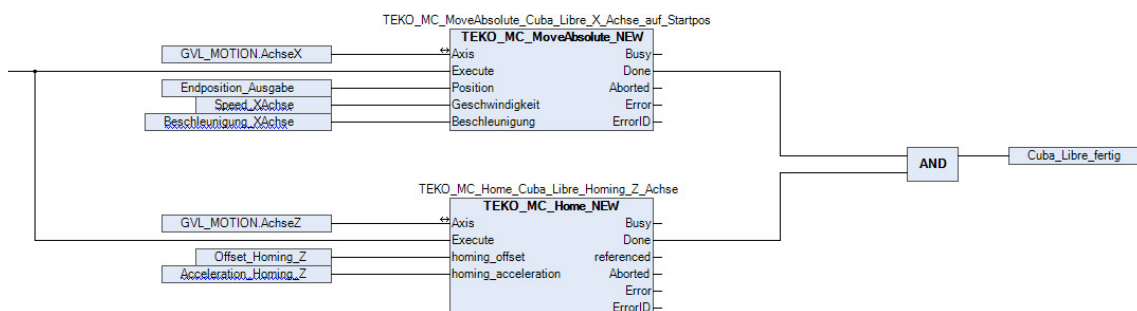 TEKO_MC_MoveAbsolute_Cuba_Libre_X_Achse_auf_Startpos
TEKO_MC_MoveAbsolute_NEW
GVL_MOTION.AchseX Axis Busy
Execute Done
Endposition_Ausgabe Position Aborted
Speed_XAchse Geschwindigkeit Error
Beschleunigung_XAchse Beschleunigung ErrorID
AND Cuba_Libre_fertig
TEKO_MC_Home_Cuba_Libre_Homing_Z_Achse
TEKO_MC_Home_NEW
GVL_MOTION.AchseZ Axis Busy
Execute Done
Offset_Homing_Z homing_offset referenced
Acceleration_Homing_Z homing_acceleration Aborted
Error
ErrorID